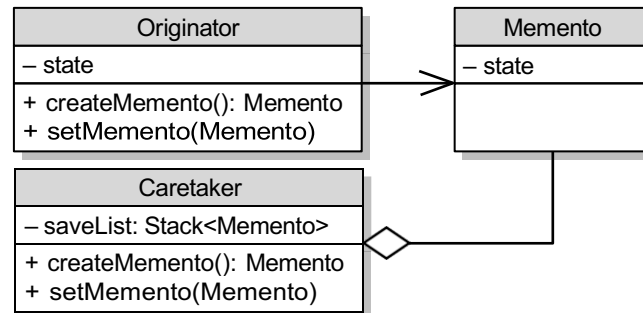 Originator
– state
+ createMemento(): Memento
+ setMemento(Memento)
Memento
– state
Caretaker
– saveList: Stack<Memento>
+ createMemento(): Memento
+ setMemento(Memento)